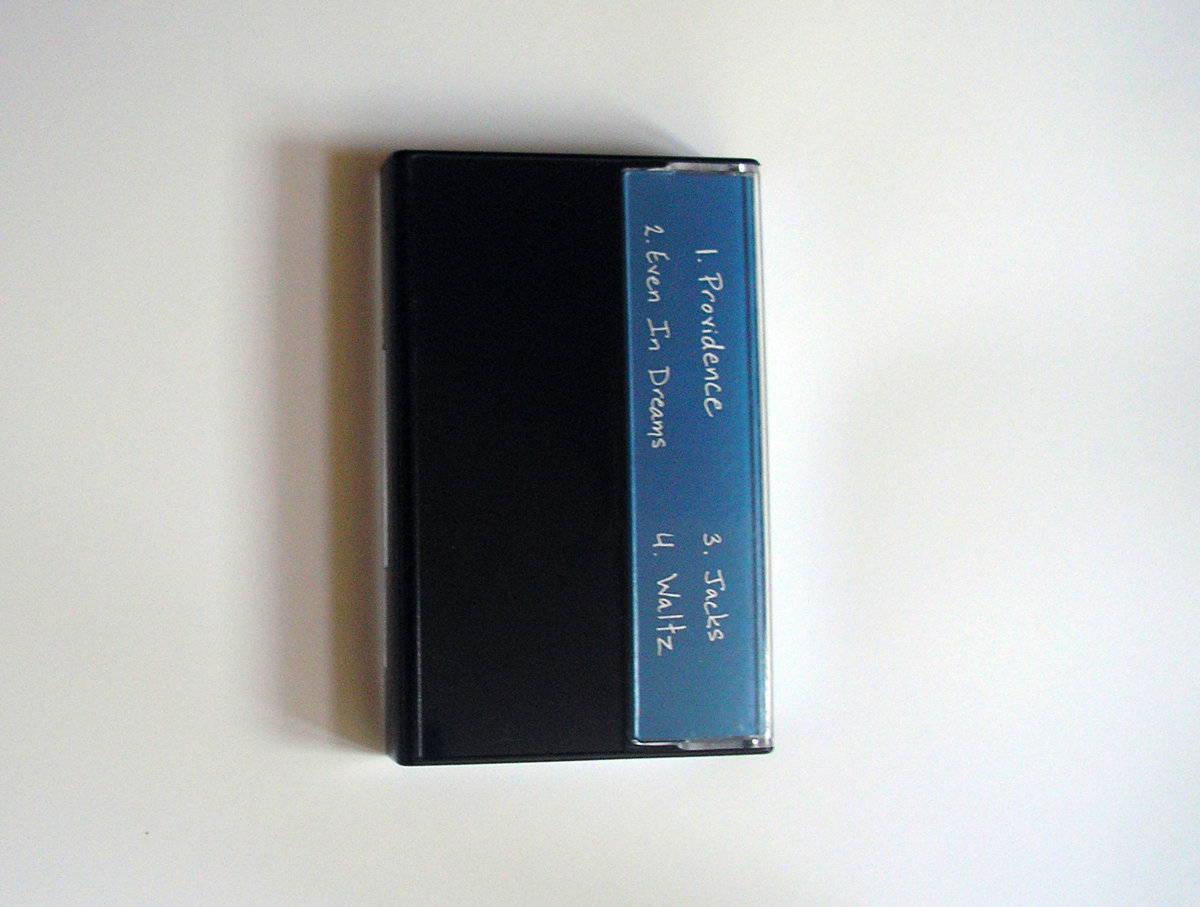 1. Providence
2. Even In Dreams
3. Jacks
4. Waltz